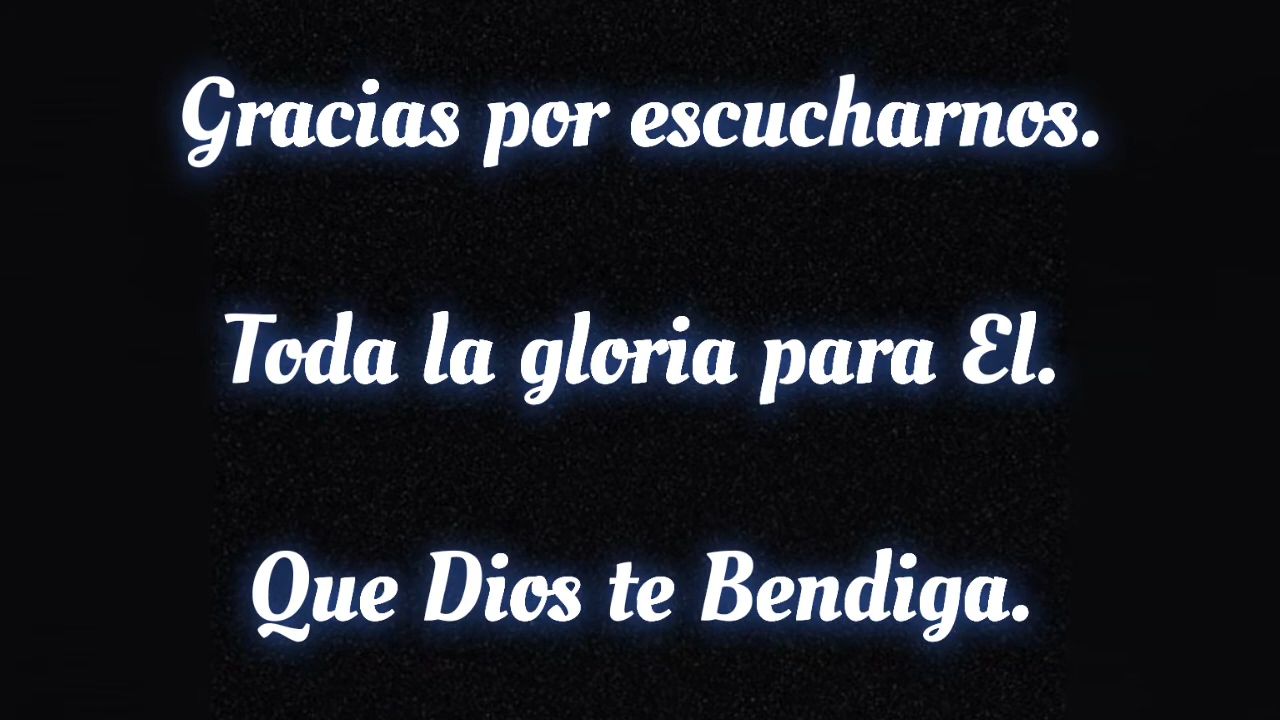 Gracias por escucharnos.
Toda la gloria para El.
Que Dios te Bendiga.